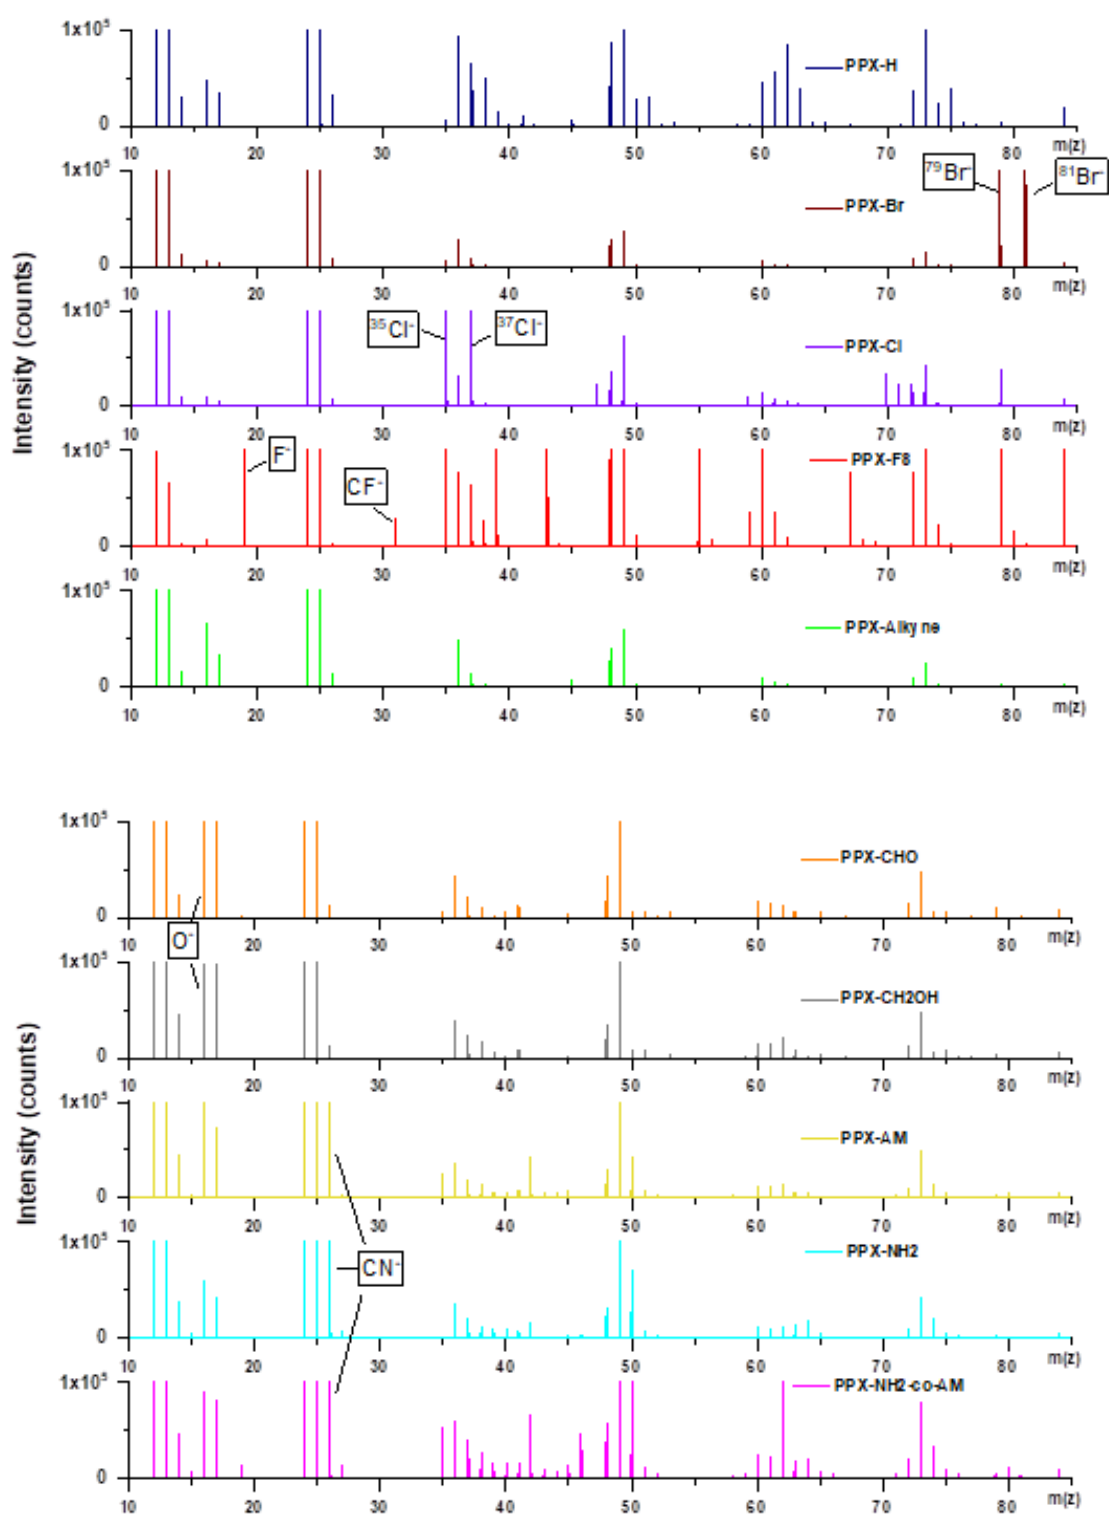 1x10⁵
PPX-H
0
10 20 30 40 50 60 70 80 m(z)
1x10⁵
⁷⁹Br⁻
⁸¹Br⁻
PPX-Br
0
10 20 30 40 50 60 70 80 m(z)
1x10⁵
³⁵Cl⁻
³⁷Cl⁻
PPX-Cl
0
10 20 30 40 50 60 70 80 m(z)
1x10⁵
F⁻
PPX-F8
CF⁻
0
10 20 30 40 50 60 70 80 m(z)
1x10⁵
PPX-Alkyne
0
10 20 30 40 50 60 70 80 m(z)
Intensity (counts)
1x10⁵
PPX-CHO
0
10 20 30 40 50 60 70 80 m(z)
O⁻
1x10⁵
PPX-CH2OH
0
10 20 30 40 50 60 70 80 m(z)
1x10⁵
PPX-AM
0
10 20 30 40 50 60 70 80 m(z)
1x10⁵
PPX-NH2
CN⁻
0
10 20 30 40 50 60 70 80 m(z)
1x10⁵
PPX-NH2-co-AM
0
10 20 30 40 50 60 70 80 m(z)
Intensity (counts)